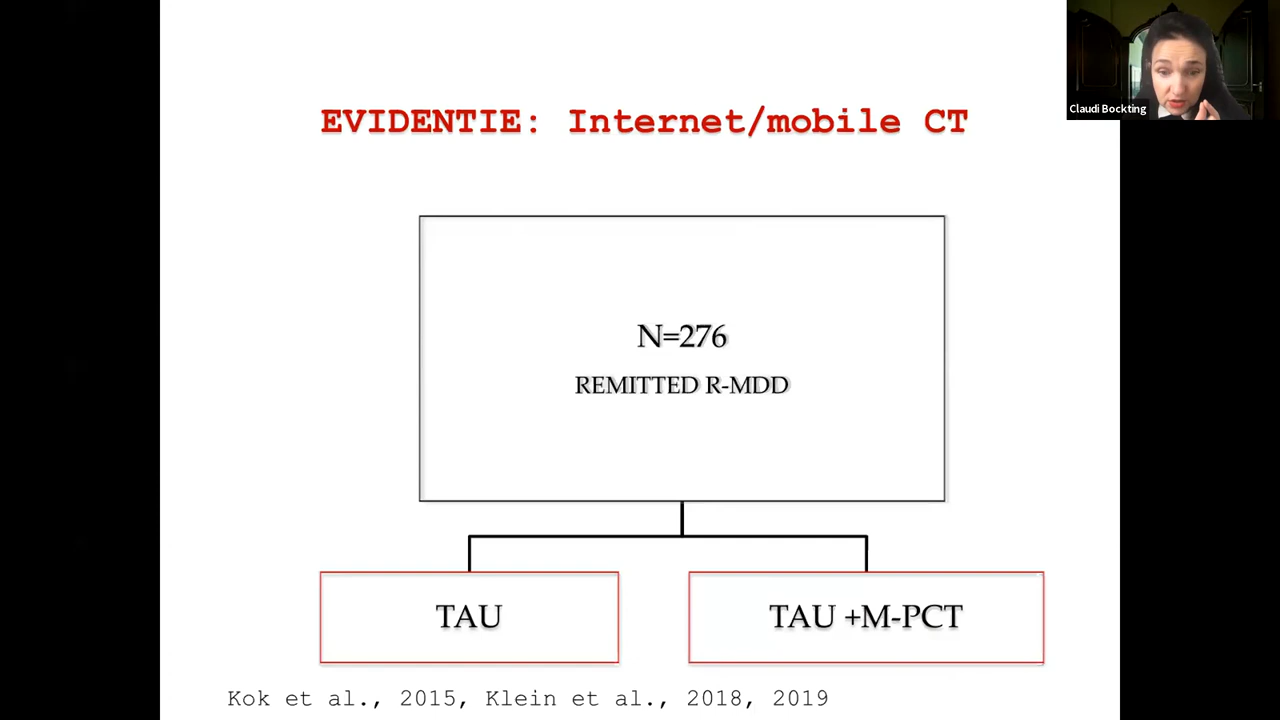 EVIDENTIE: Internet/mobile CT
Claudi Bockting
N=276
REMITTED R-MDD
TAU
TAU +M-PCT
Kok et al., 2015, Klein et al., 2018, 2019